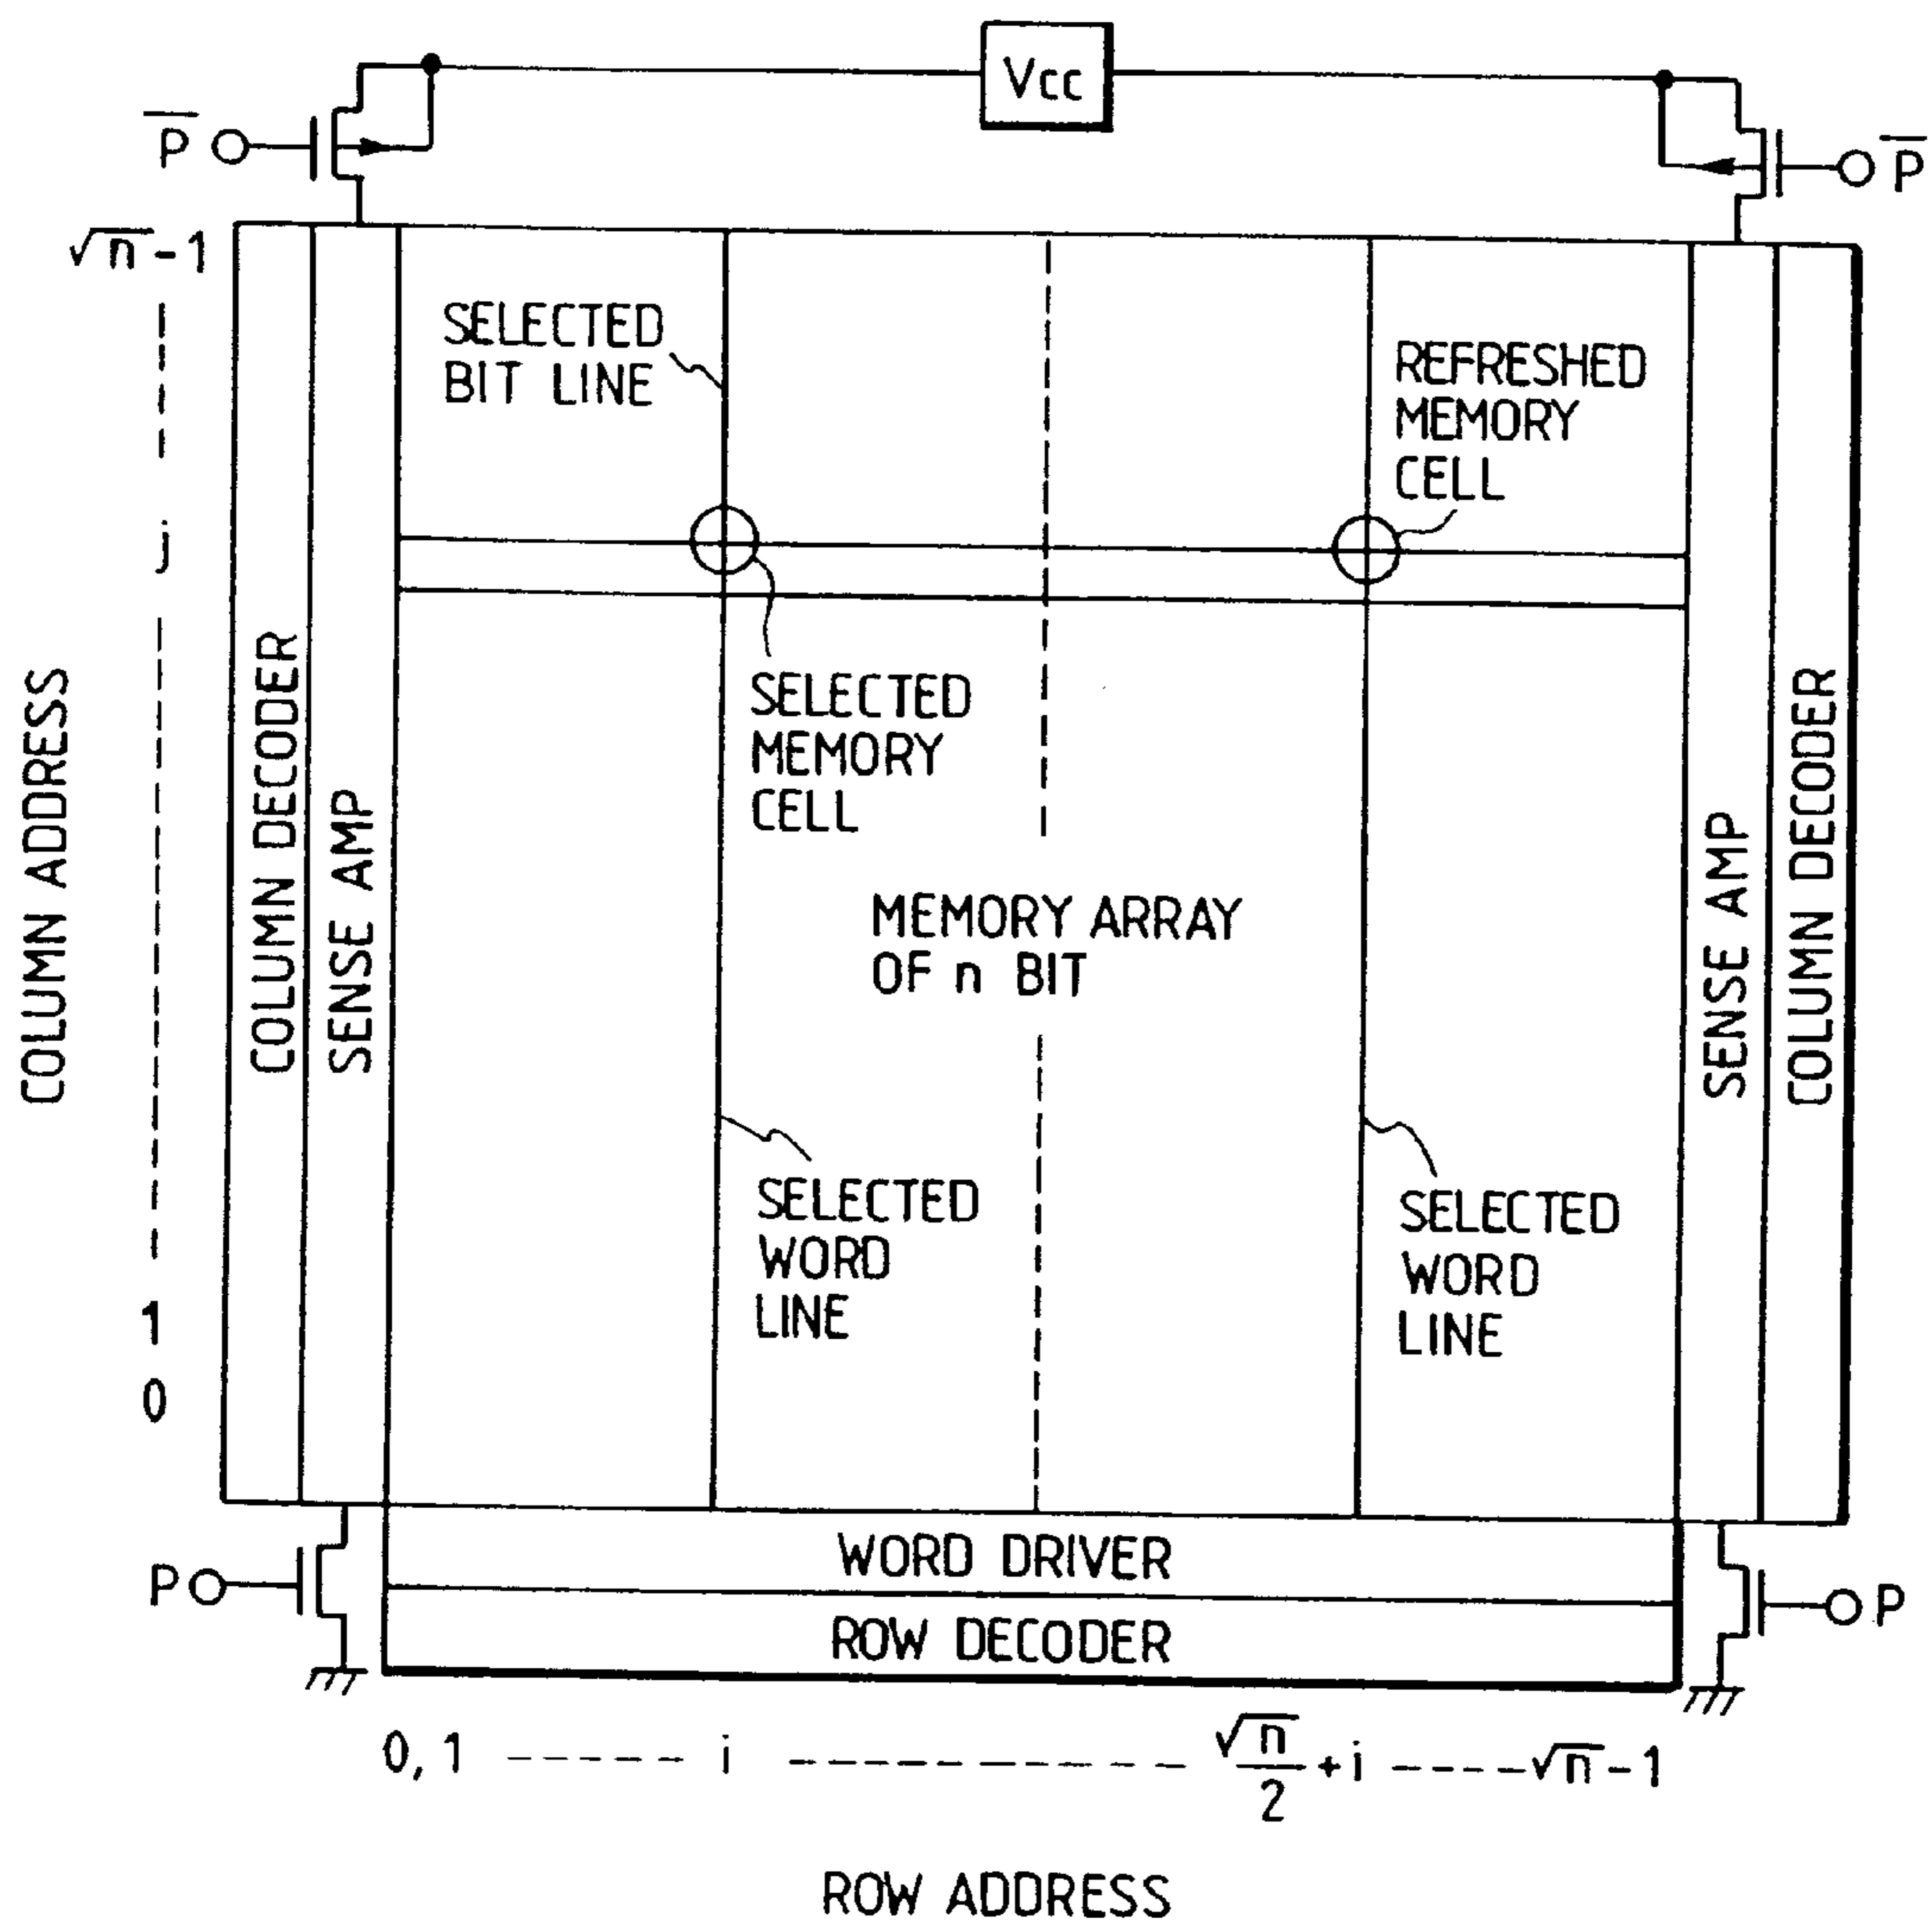 Vcc
P̅
P̅
√n-1
SELECTED
BIT LINE
REFRESHED
MEMORY
CELL
j
SELECTED
MEMORY
CELL
COLUMN ADDRESS
COLUMN DECODER
SENSE AMP
SENSE AMP
COLUMN DECODER
MEMORY ARRAY
OF n BIT
SELECTED
WORD
LINE
SELECTED
WORD
LINE
1
0
WORD DRIVER
P
P
ROW DECODER
0, 1 ------ i ------------- √n/2 +i -----√n-1
ROW ADDRESS